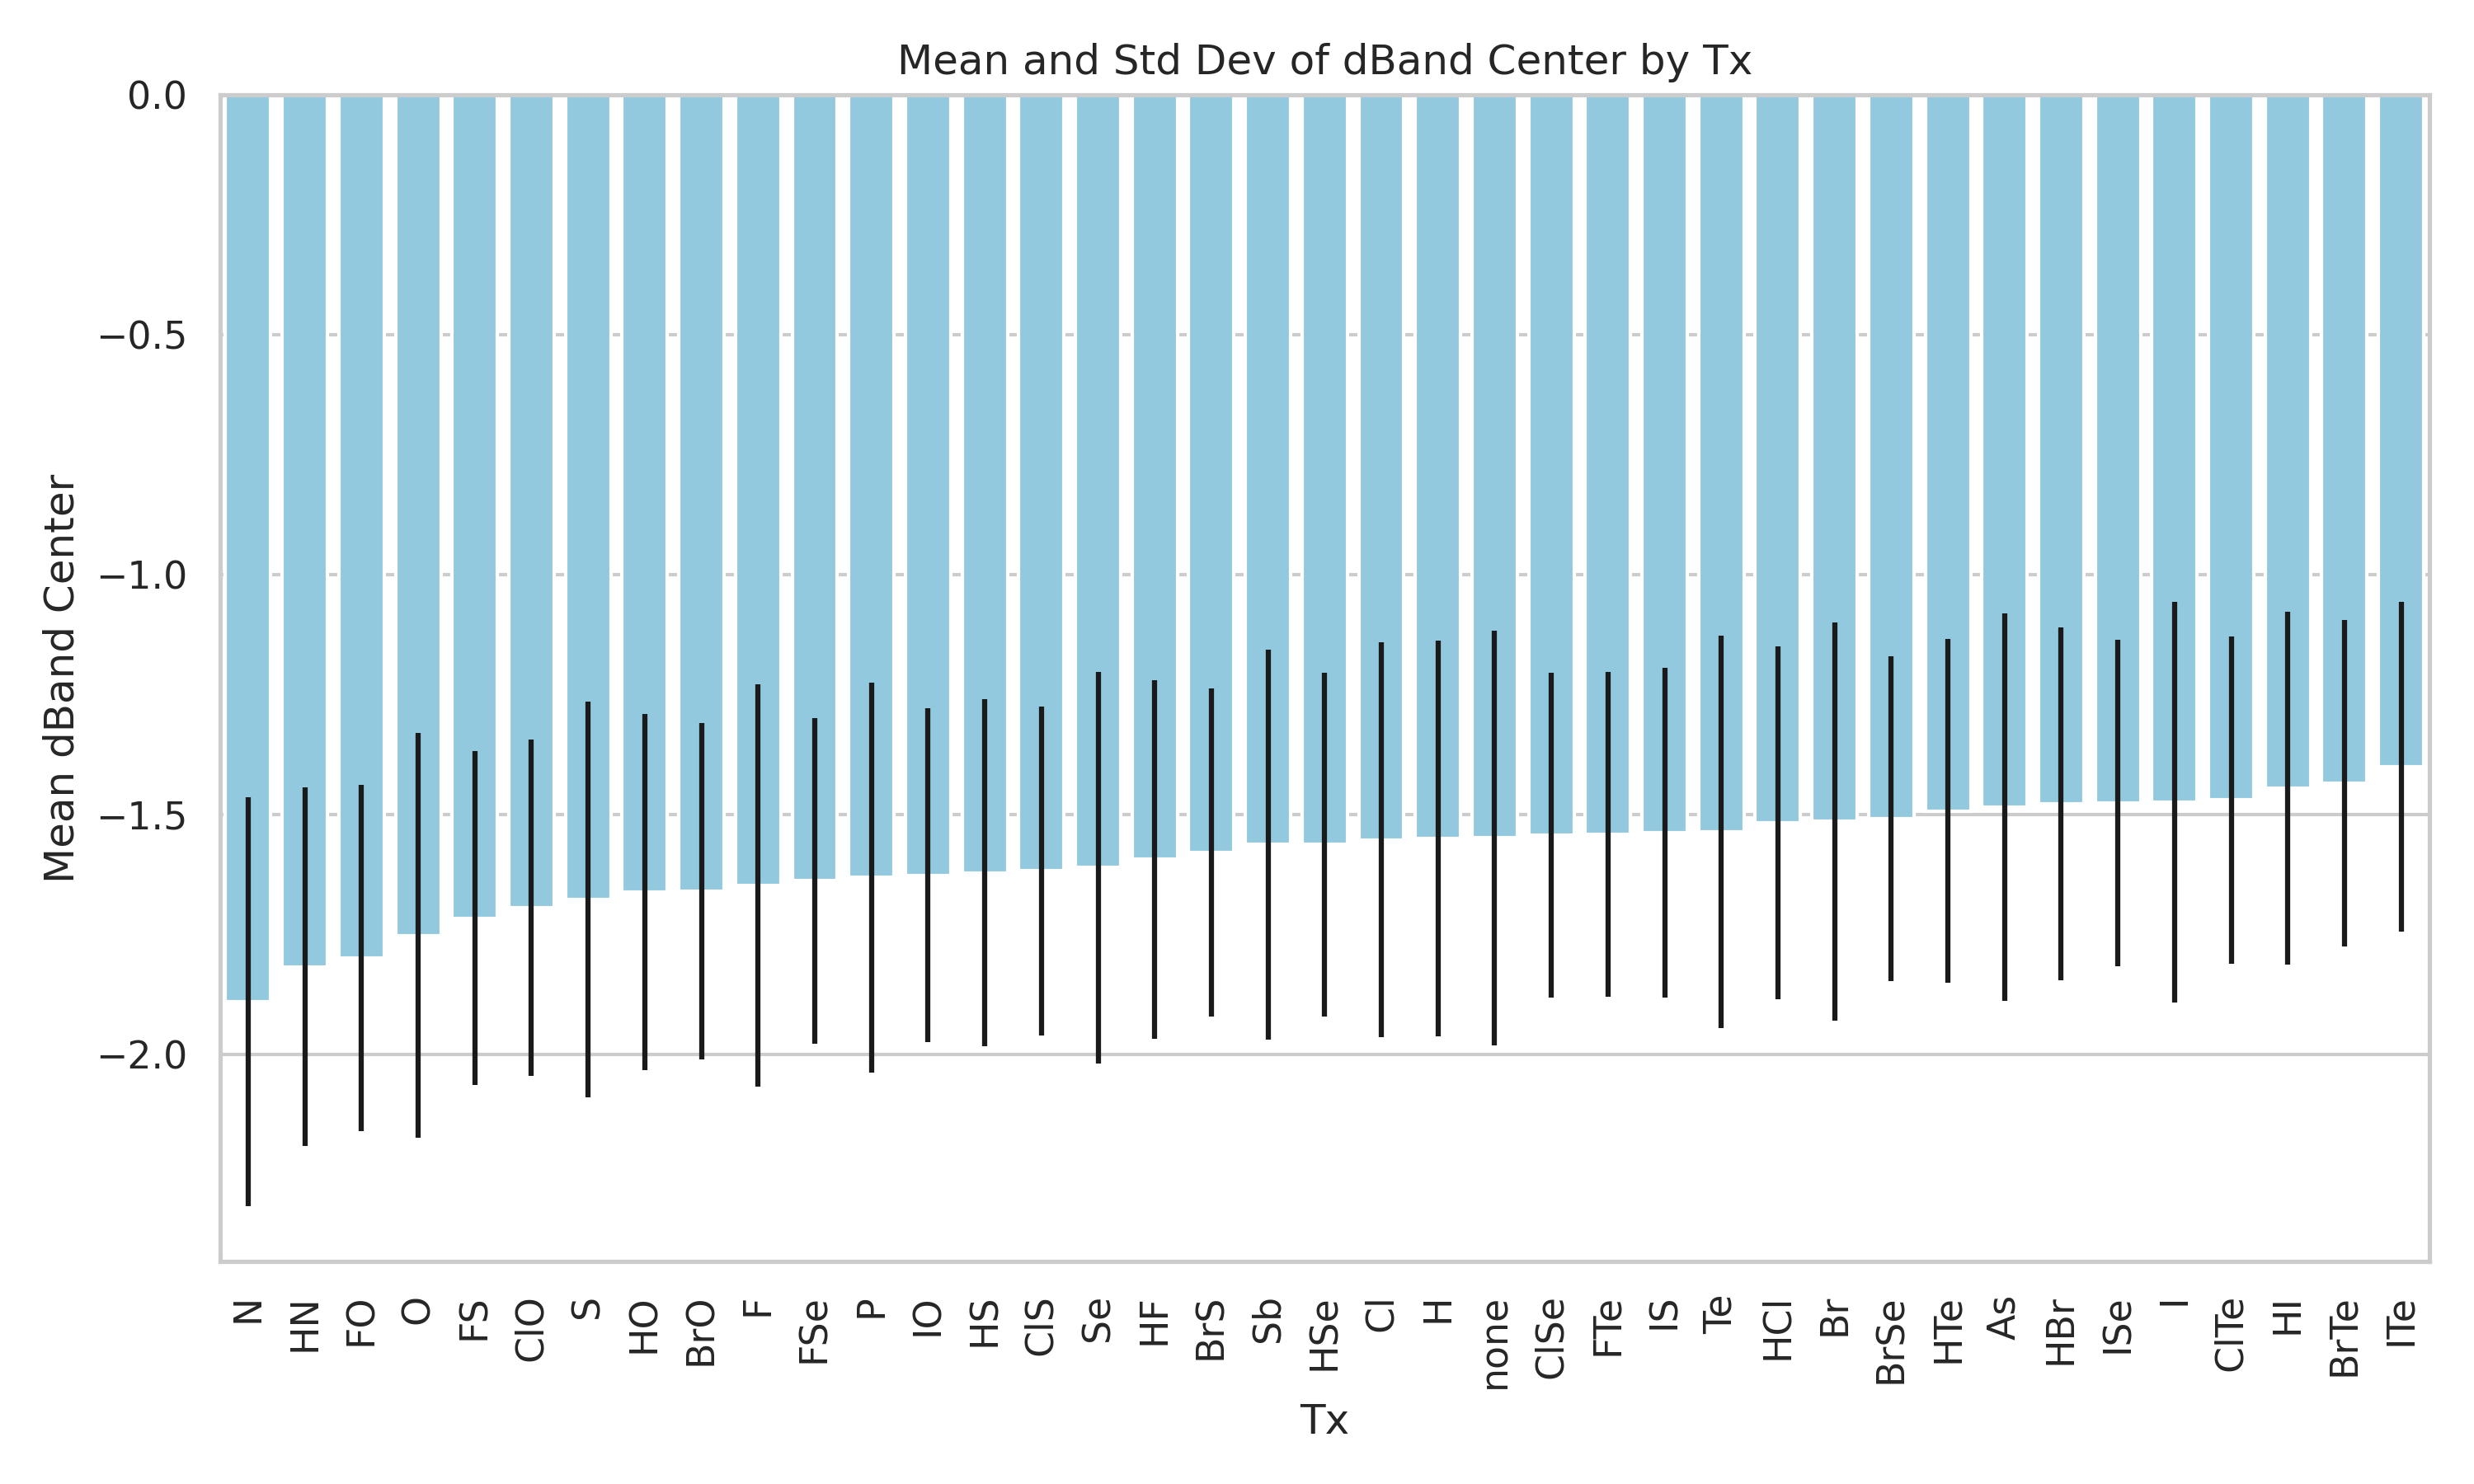 Mean and Std Dev of dBand Center by Tx
Mean dBand Center
0.0
−0.5
−1.0
−1.5
−2.0
N
HN
FO
O
FS
ClO
S
HO
BrO
F
FSe
P
IO
HS
ClS
Se
HF
BrS
Sb
HSe
Cl
H
none
ClSe
FTe
IS
Te
HCl
Br
BrSe
HTe
As
HBr
ISe
I
ClTe
HI
BrTe
ITe
Tx